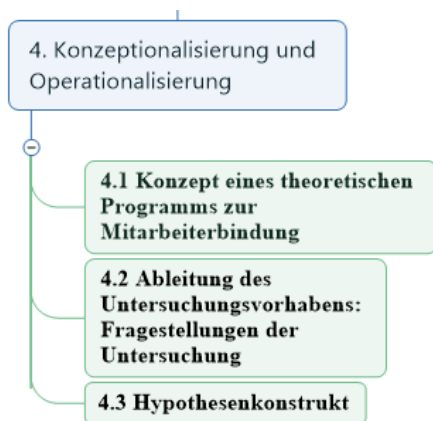 4. Konzeptionalisierung und
Operationalisierung
4.1 Konzept eines theoretischen
Programms zur
Mitarbeiterbindung
4.2 Ableitung des
Untersuchungsvorhabens:
Fragestellungen der
Untersuchung
4.3 Hypothesenkonstrukt